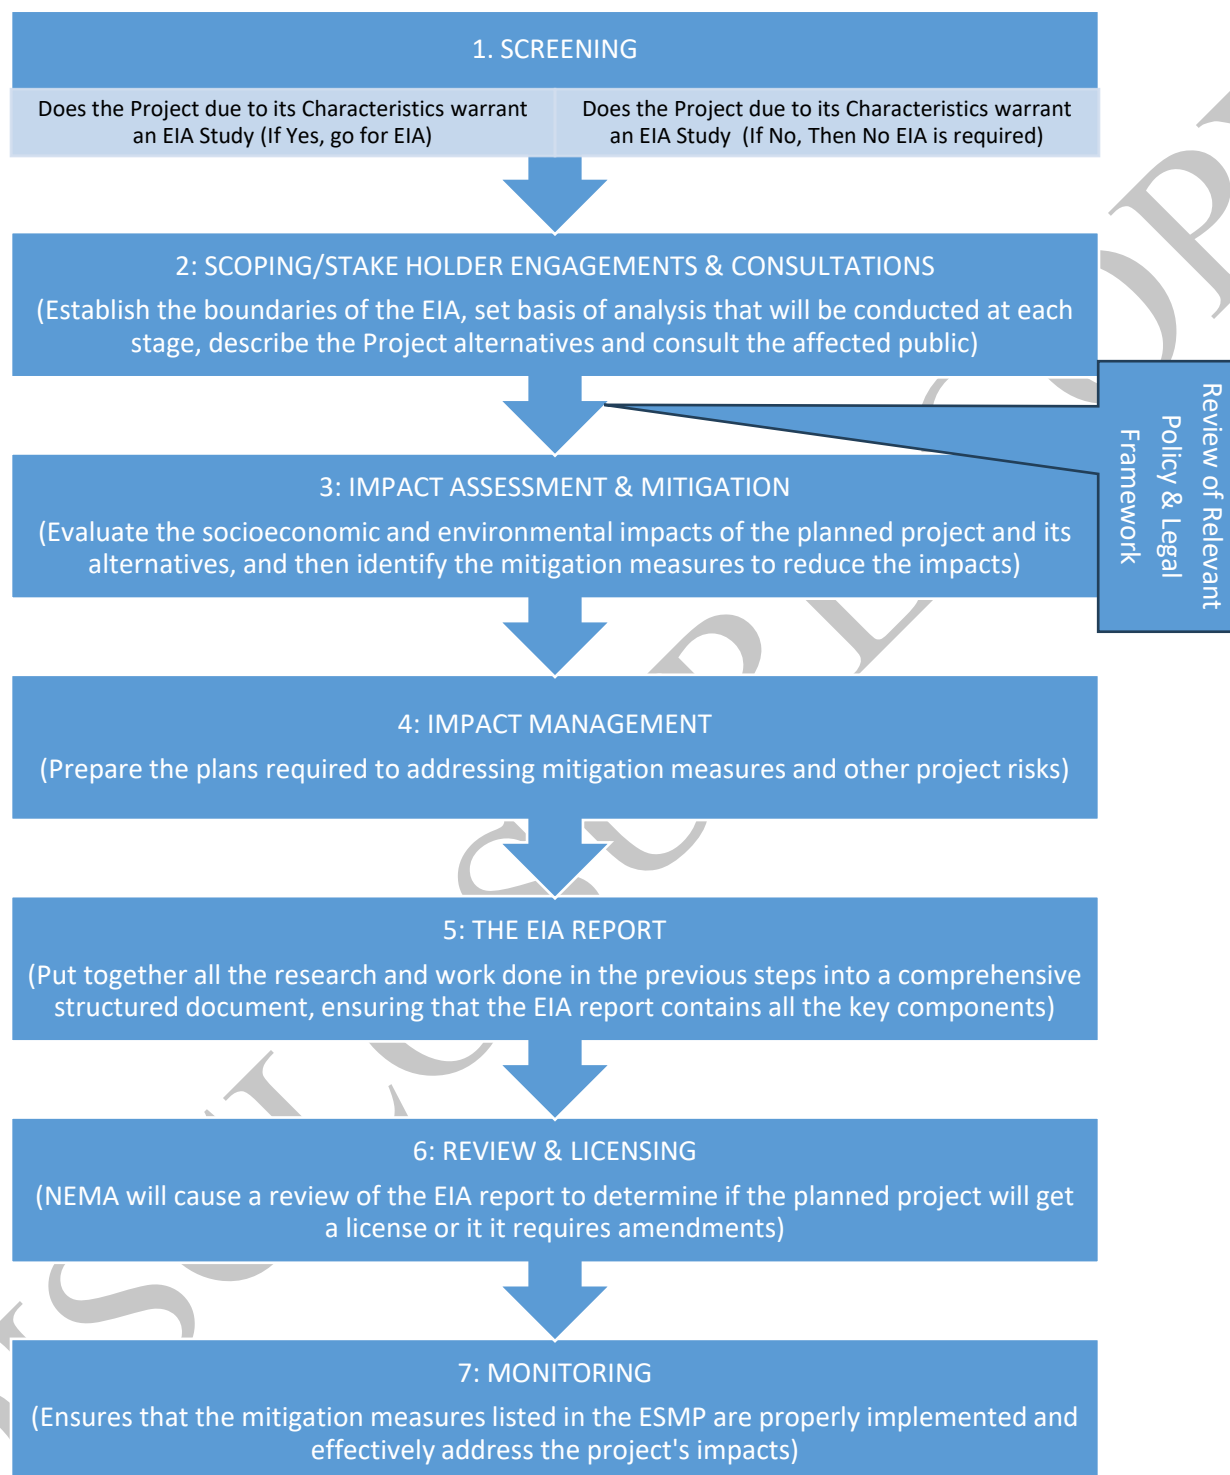 1. SCREENING
Does the Project due to its Characteristics warrant
an EIA Study (If Yes, go for EIA)
Does the Project due to its Characteristics warrant
an EIA Study  (If No, Then No EIA is required)
2: SCOPING/STAKE HOLDER ENGAGEMENTS & CONSULTATIONS
(Establish the boundaries of the EIA, set basis of analysis that will be conducted at each
stage, describe the Project alternatives and consult the affected public)
Review of Relevant
Policy & Legal
Framework
3: IMPACT ASSESSMENT & MITIGATION
(Evaluate the socioeconomic and environmental impacts of the planned project and its
alternatives, and then identify the mitigation measures to reduce the impacts)
4: IMPACT MANAGEMENT
(Prepare the plans required to addressing mitigation measures and other project risks)
5: THE EIA REPORT
(Put together all the research and work done in the previous steps into a comprehensive
structured document, ensuring that the EIA report contains all the key components)
6: REVIEW & LICENSING
(NEMA will cause a review of the EIA report to determine if the planned project will get
a license or it it requires amendments)
7: MONITORING
(Ensures that the mitigation measures listed in the ESMP are properly implemented and
effectively address the project's impacts)